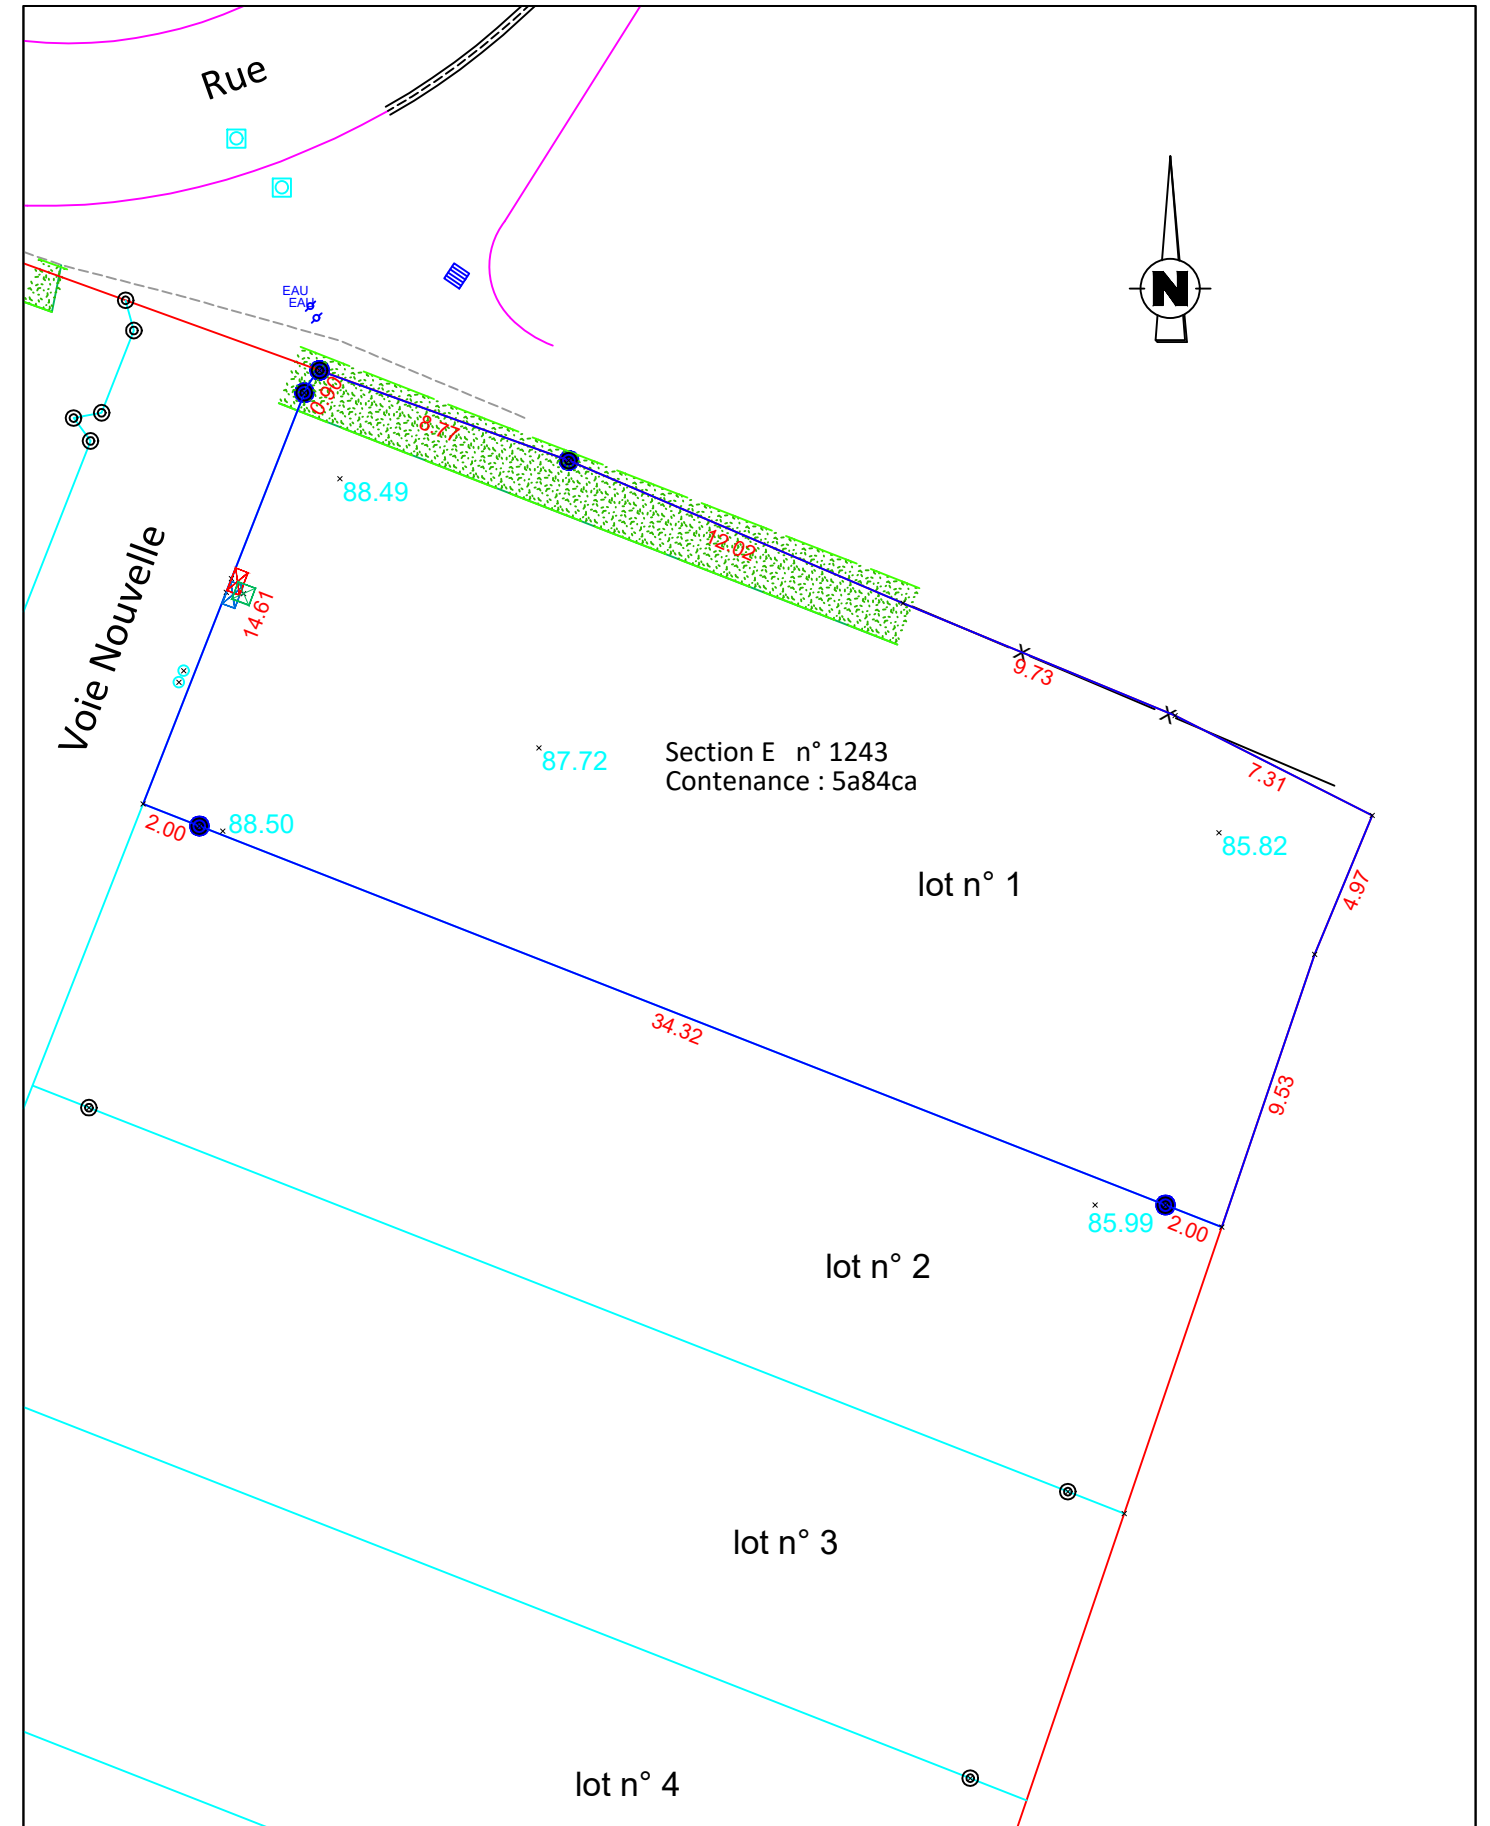 Rue
N
EAU
EAU
0.90
8.77
88.49
12.02
Voie Nouvelle
14.61
9.73
87.72
Section E n° 1243
Contenance : 5a84ca
7.31
2.00
88.50
85.82
lot n° 1
4.97
34.32
9.53
85.99
2.00
lot n° 2
lot n° 3
lot n° 4